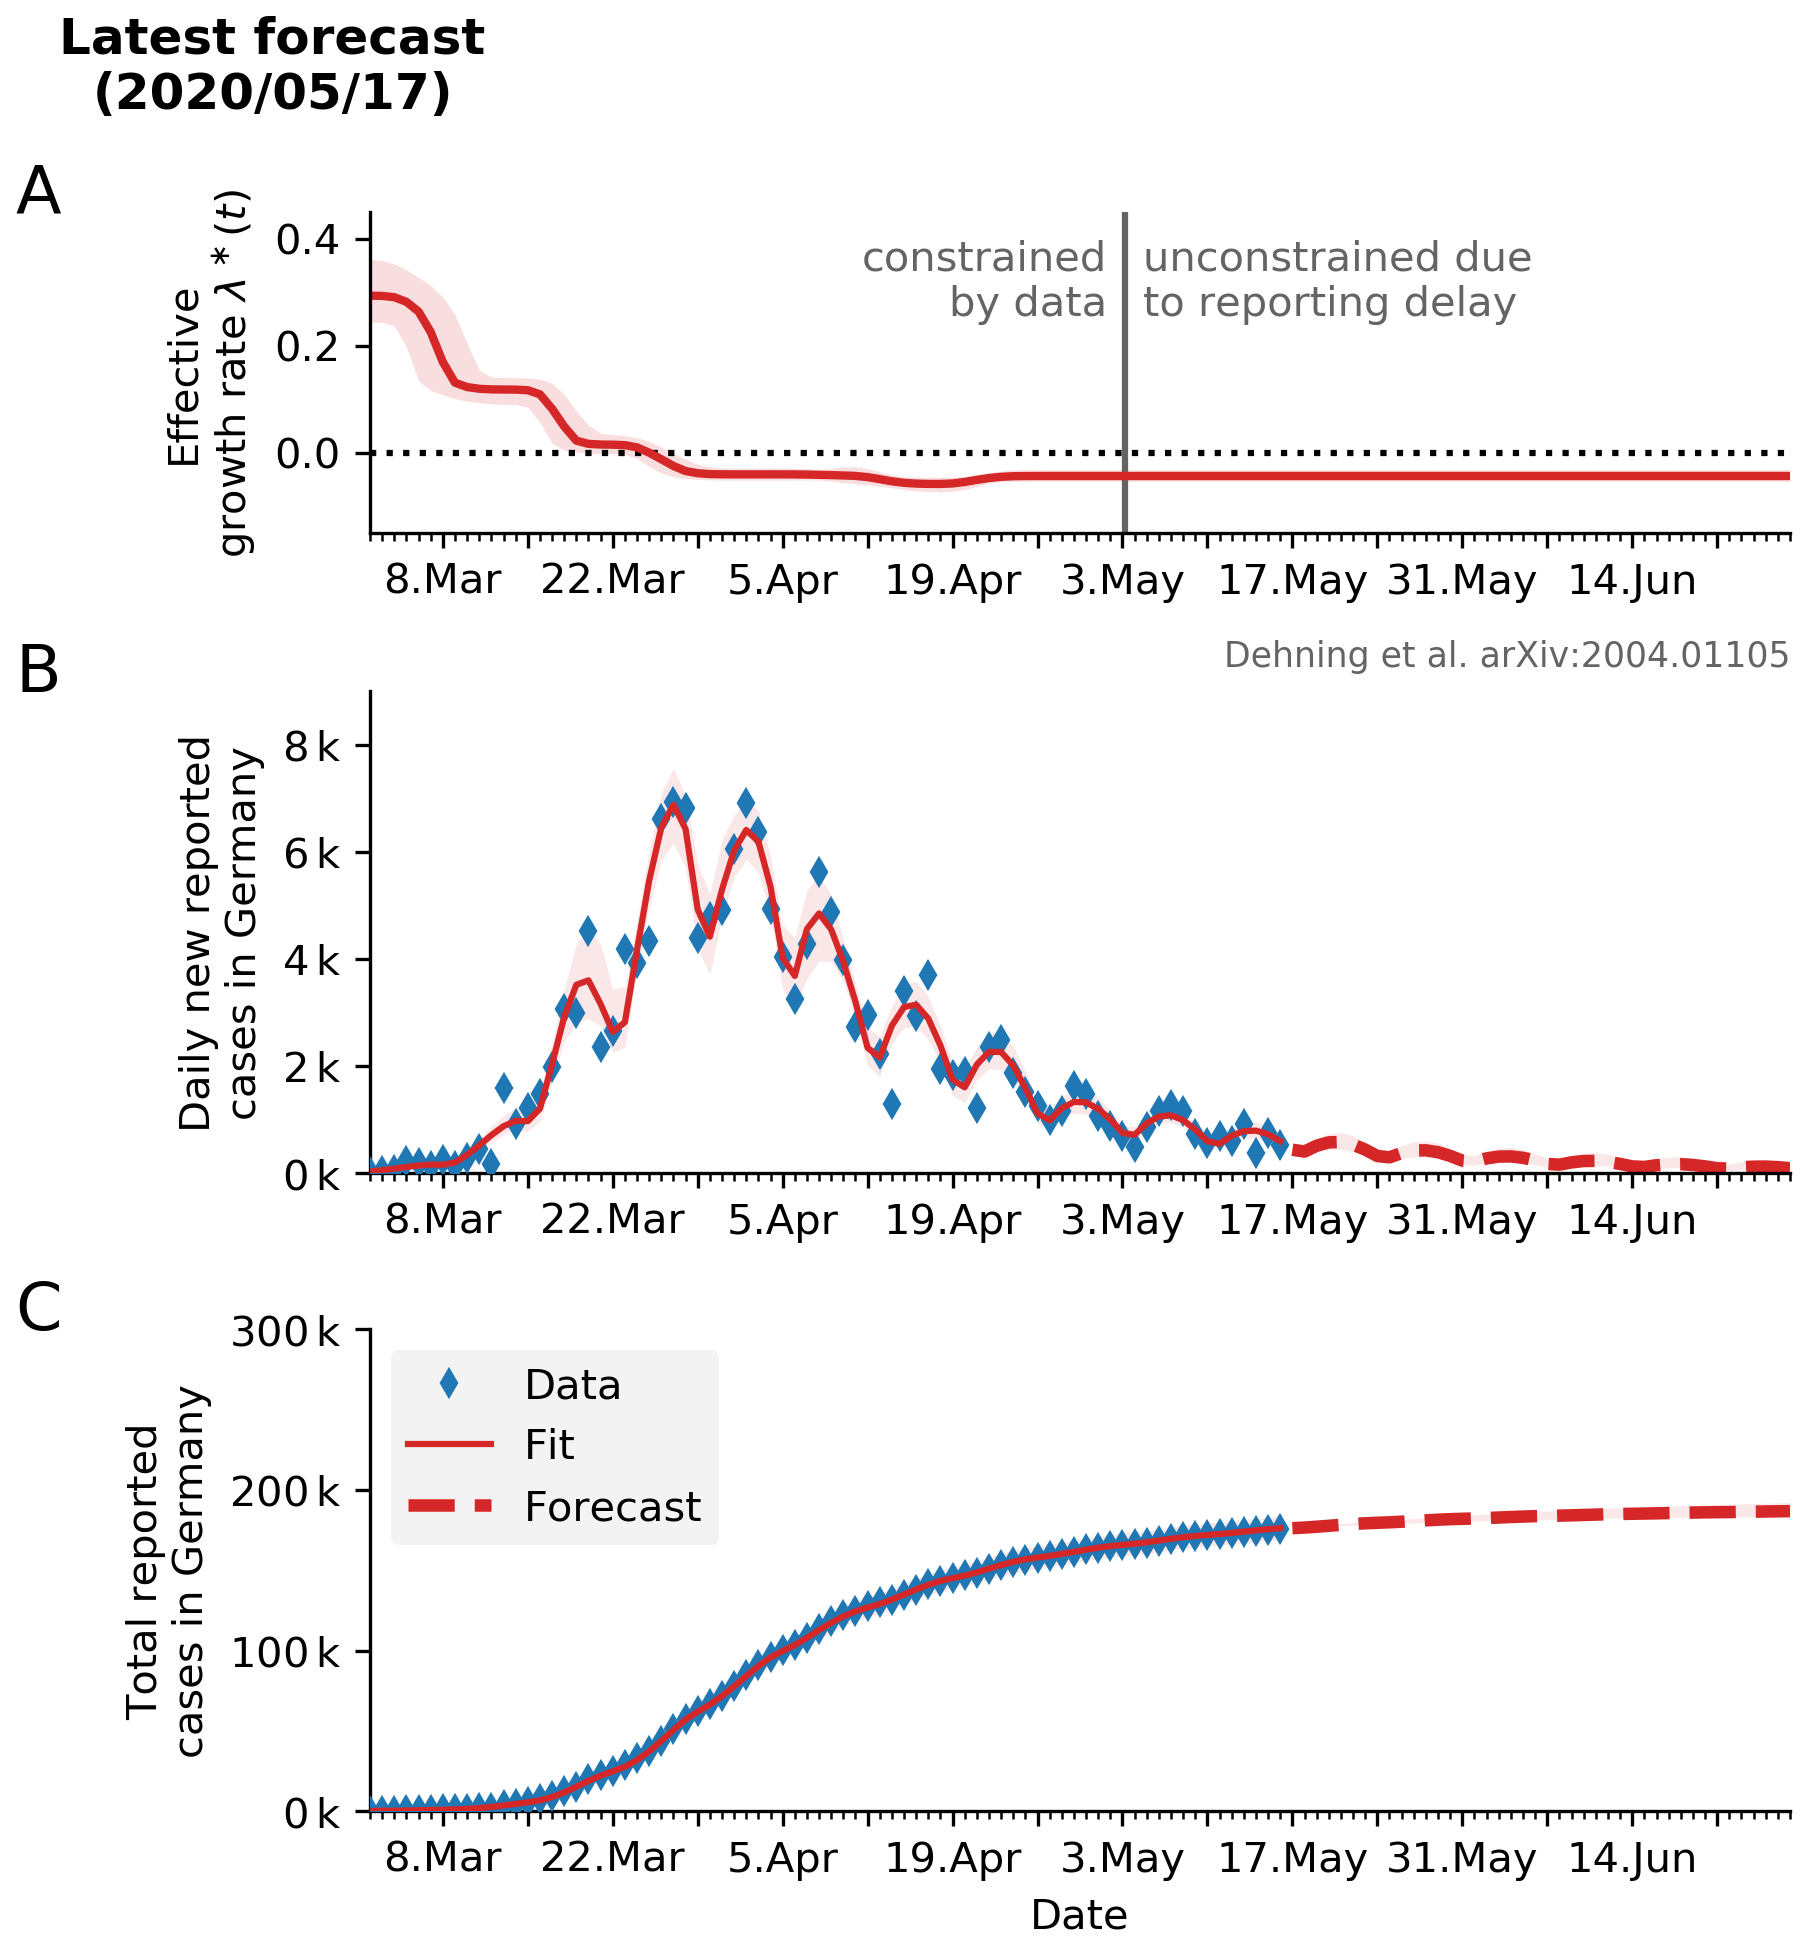 Latest forecast
(2020/05/17)
A
Effective
growth rate λ*(t)
0.4
0.2
0.0
constrained
by data
unconstrained due
to reporting delay
8.Mar 22.Mar 5.Apr 19.Apr 3.May 17.May 31.May 14.Jun
B
Dehning et al. arXiv:2004.01105
Daily new reported
cases in Germany
8 k
6 k
4 k
2 k
0 k
8.Mar 22.Mar 5.Apr 19.Apr 3.May 17.May 31.May 14.Jun
C
Total reported
cases in Germany
300 k
200 k
100 k
0 k
Data
Fit
Forecast
8.Mar 22.Mar 5.Apr 19.Apr 3.May 17.May 31.May 14.Jun
Date